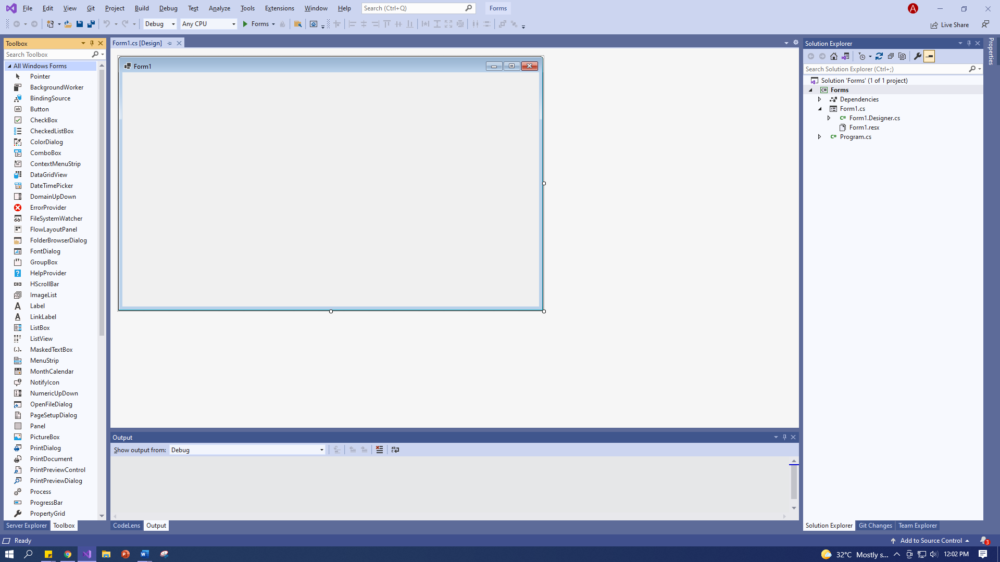 File Edit View Git Project Build Debug Test Analyze Tools Extensions Window Help Search (Ctrl+Q) Forms A
Debug Any CPU Forms Live Share
Toolbox
Search Toolbox
All Windows Forms
Pointer
BackgroundWorker
BindingSource
Button
CheckBox
CheckedListBox
ColorDialog
ComboBox
ContextMenuStrip
DataGridView
DateTimePicker
DomainUpDown
ErrorProvider
FileSystemWatcher
FlowLayoutPanel
FolderBrowserDialog
FontDialog
GroupBox
HelpProvider
HScrollBar
ImageList
Label
LinkLabel
ListBox
ListView
MaskedTextBox
MenuStrip
MonthCalendar
NotifyIcon
NumericUpDown
OpenFileDialog
PageSetupDialog
Panel
PictureBox
PrintDialog
PrintDocument
PrintPreviewControl
PrintPreviewDialog
Process
ProgressBar
PropertyGrid
Server Explorer Toolbox
Form1.cs [Design]
Form1
Output
Show output from: Debug
CodeLens Output
Solution Explorer
Search Solution Explorer (Ctrl+;)
Solution 'Forms' (1 of 1 project)
Forms
Dependencies
Form1.cs
Form1.Designer.cs
Form1.resx
Program.cs
Solution Explorer Git Changes Team Explorer
Properties
Ready Add to Source Control 3
32°C Mostly s... 12:02 PM